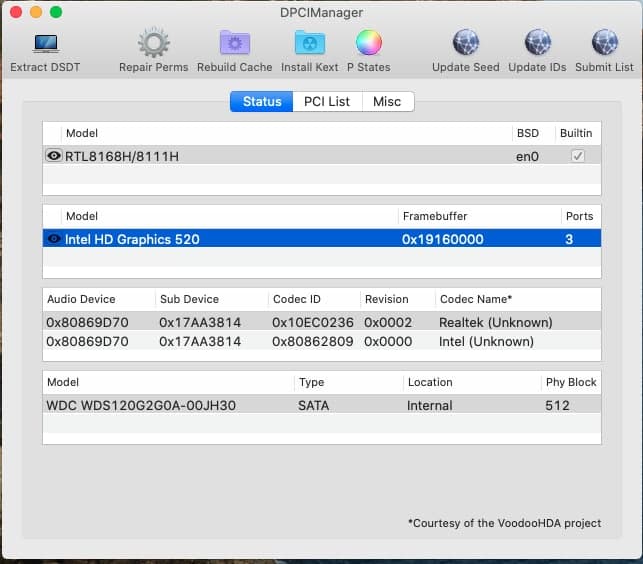 DPCIManager
Extract DSDT Repair Perms Rebuild Cache Install Kext P States Update Seed Update IDs Submit List
Status PCI List Misc
Model BSD Builtin
RTL8168H/8111H en0
Model Framebuffer Ports
Intel HD Graphics 520 0x19160000 3
Audio Device Sub Device Codec ID Revision Codec Name*
0x80869D70 0x17AA3814 0x10EC0236 0x0002 Realtek (Unknown)
0x80869D70 0x17AA3814 0x80862809 0x0000 Intel (Unknown)
Model Type Location Phy Block
WDC WDS120G2G0A-00JH30 SATA Internal 512
*Courtesy of the VoodooHDA project